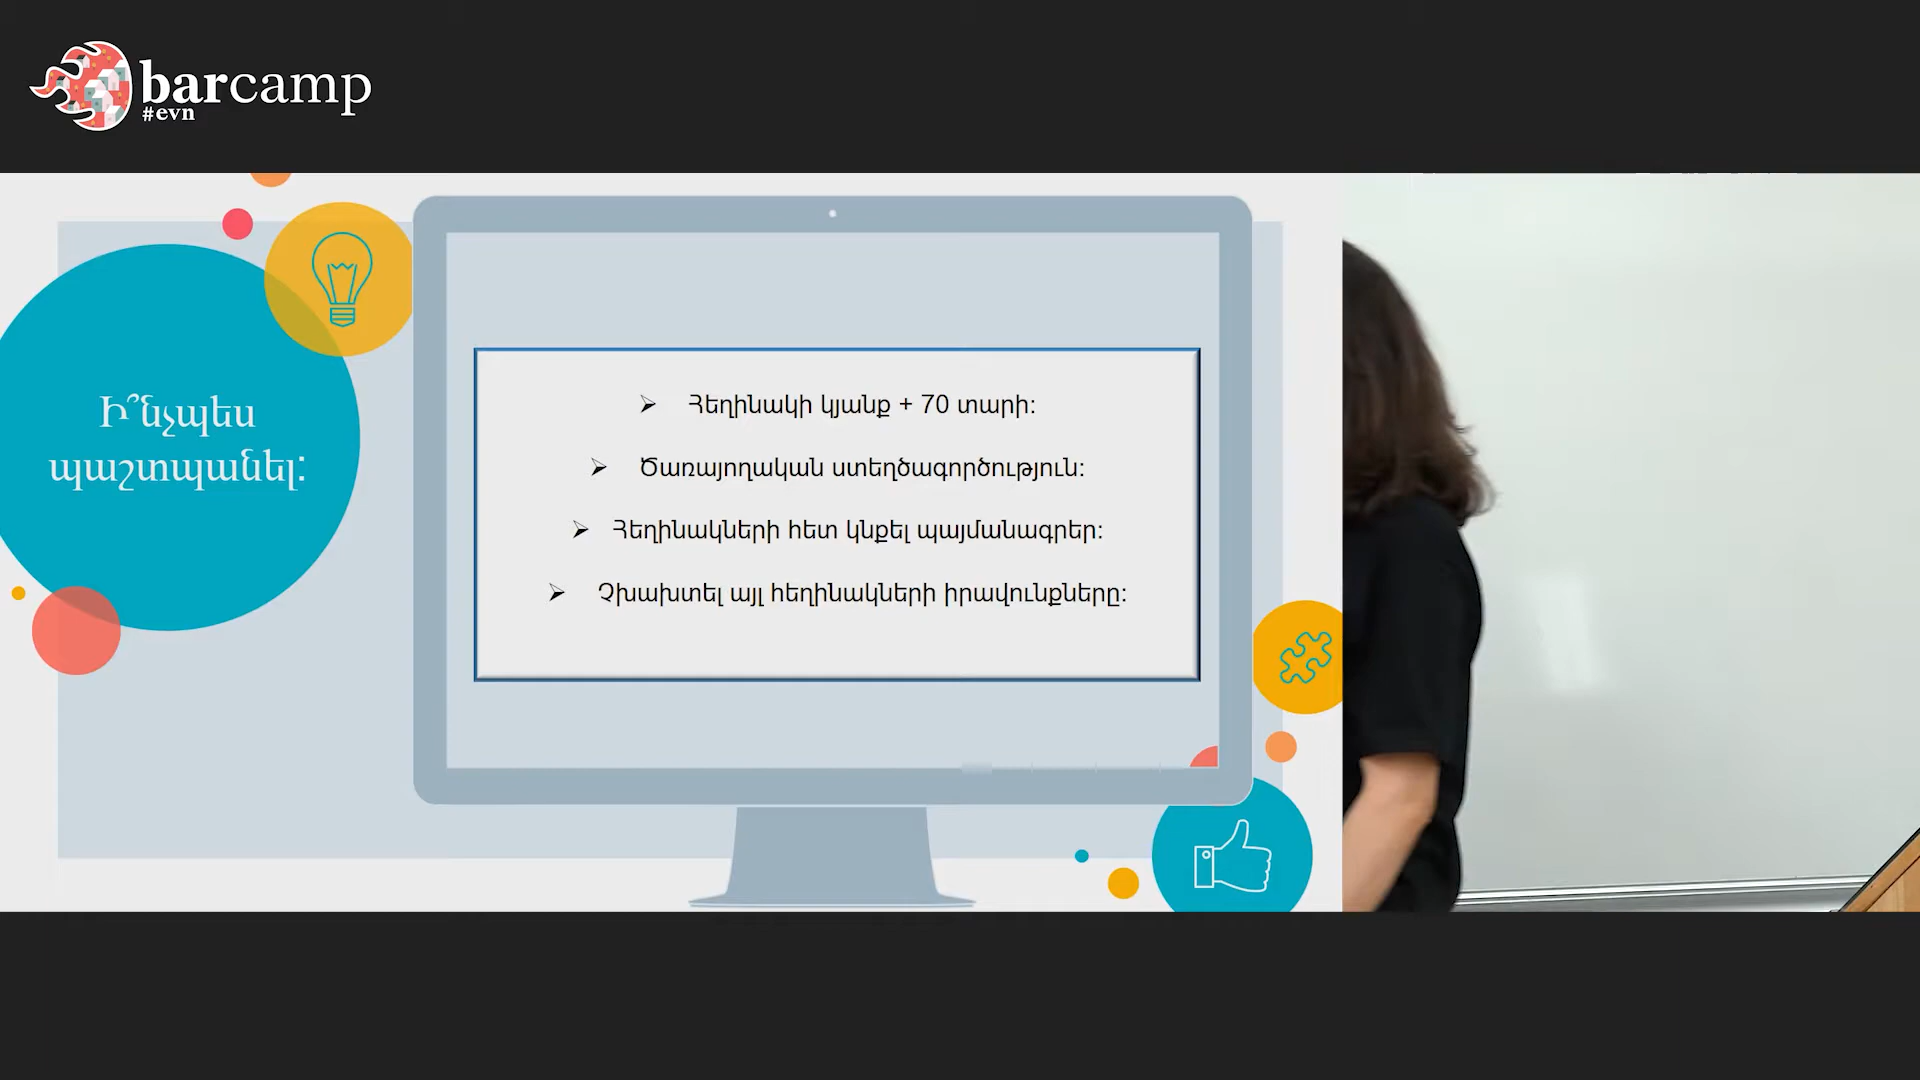 barcamp
#evn
Ի՞նչպես
պաշտպանել:
Հեղինակի կյանք + 70 տարի:
Ծառայողական ստեղծագործություն:
Հեղինակների հետ կնքել պայմանագրեր:
Չխախտել այլ հեղինակների իրավունքները: